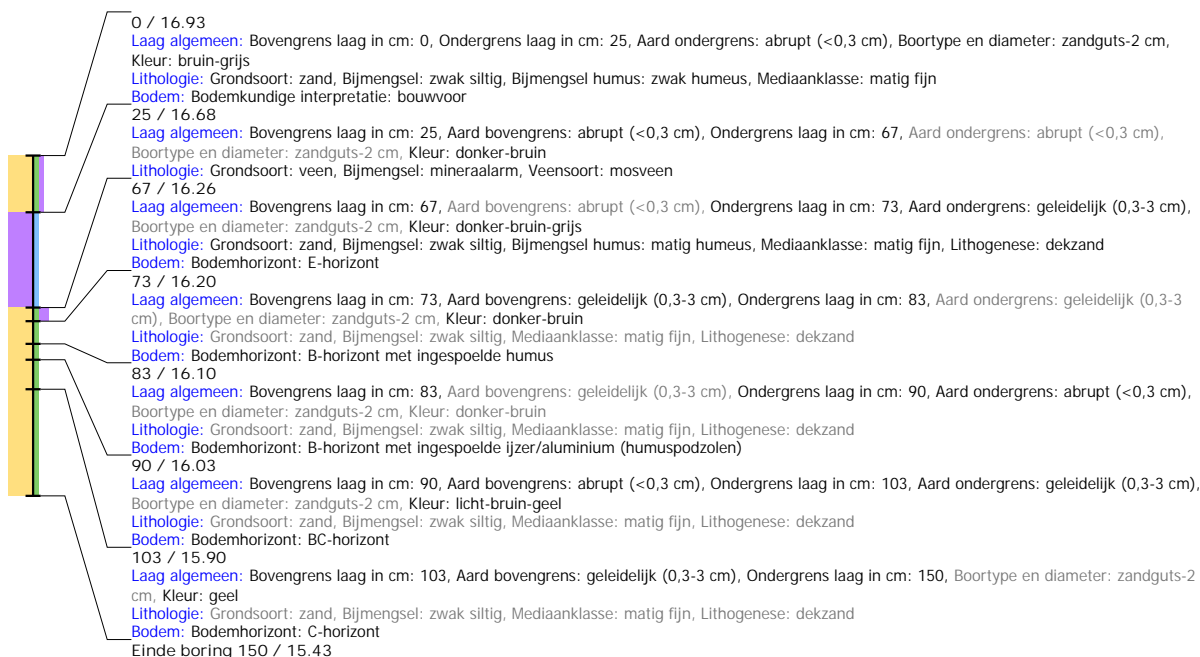 0 / 16.93
Laag algemeen: Bovengrens laag in cm: 0, Ondergrens laag in cm: 25, Aard ondergrens: abrupt (<0,3 cm), Boortype en diameter: zandguts-2 cm,
Kleur: bruin-grijs
Lithologie: Grondsoort: zand, Bijmengsel: zwak siltig, Bijmengsel humus: zwak humeus, Mediaanklasse: matig fijn
Bodem: Bodemkundige interpretatie: bouwvoor
25 / 16.68
Laag algemeen: Bovengrens laag in cm: 25, Aard bovengrens: abrupt (<0,3 cm), Ondergrens laag in cm: 67, Aard ondergrens: abrupt (<0,3 cm),
Boortype en diameter: zandguts-2 cm, Kleur: donker-bruin
Lithologie: Grondsoort: veen, Bijmengsel: mineraalarm, Veensoort: mosveen
67 / 16.26
Laag algemeen: Bovengrens laag in cm: 67, Aard bovengrens: abrupt (<0,3 cm), Ondergrens laag in cm: 73, Aard ondergrens: geleidelijk (0,3-3 cm),
Boortype en diameter: zandguts-2 cm, Kleur: donker-bruin-grijs
Lithologie: Grondsoort: zand, Bijmengsel: zwak siltig, Bijmengsel humus: matig humeus, Mediaanklasse: matig fijn, Lithogenese: dekzand
Bodem: Bodemhorizont: E-horizont
73 / 16.20
Laag algemeen: Bovengrens laag in cm: 73, Aard bovengrens: geleidelijk (0,3-3 cm), Ondergrens laag in cm: 83, Aard ondergrens: geleidelijk (0,3-3
cm), Boortype en diameter: zandguts-2 cm, Kleur: donker-bruin
Lithologie: Grondsoort: zand, Bijmengsel: zwak siltig, Mediaanklasse: matig fijn, Lithogenese: dekzand
Bodem: Bodemhorizont: B-horizont met ingespoelde humus
83 / 16.10
Laag algemeen: Bovengrens laag in cm: 83, Aard bovengrens: geleidelijk (0,3-3 cm), Ondergrens laag in cm: 90, Aard ondergrens: abrupt (<0,3 cm),
Boortype en diameter: zandguts-2 cm, Kleur: donker-bruin
Lithologie: Grondsoort: zand, Bijmengsel: zwak siltig, Mediaanklasse: matig fijn, Lithogenese: dekzand
Bodem: Bodemhorizont: B-horizont met ingespoelde ijzer/aluminium (humuspodzolen)
90 / 16.03
Laag algemeen: Bovengrens laag in cm: 90, Aard bovengrens: abrupt (<0,3 cm), Ondergrens laag in cm: 103, Aard ondergrens: geleidelijk (0,3-3 cm),
Boortype en diameter: zandguts-2 cm, Kleur: licht-bruin-geel
Lithologie: Grondsoort: zand, Bijmengsel: zwak siltig, Mediaanklasse: matig fijn, Lithogenese: dekzand
Bodem: Bodemhorizont: BC-horizont
103 / 15.90
Laag algemeen: Bovengrens laag in cm: 103, Aard bovengrens: geleidelijk (0,3-3 cm), Ondergrens laag in cm: 150, Boortype en diameter: zandguts-2
cm, Kleur: geel
Lithologie: Grondsoort: zand, Bijmengsel: zwak siltig, Mediaanklasse: matig fijn, Lithogenese: dekzand
Bodem: Bodemhorizont: C-horizont
Einde boring 150 / 15.43